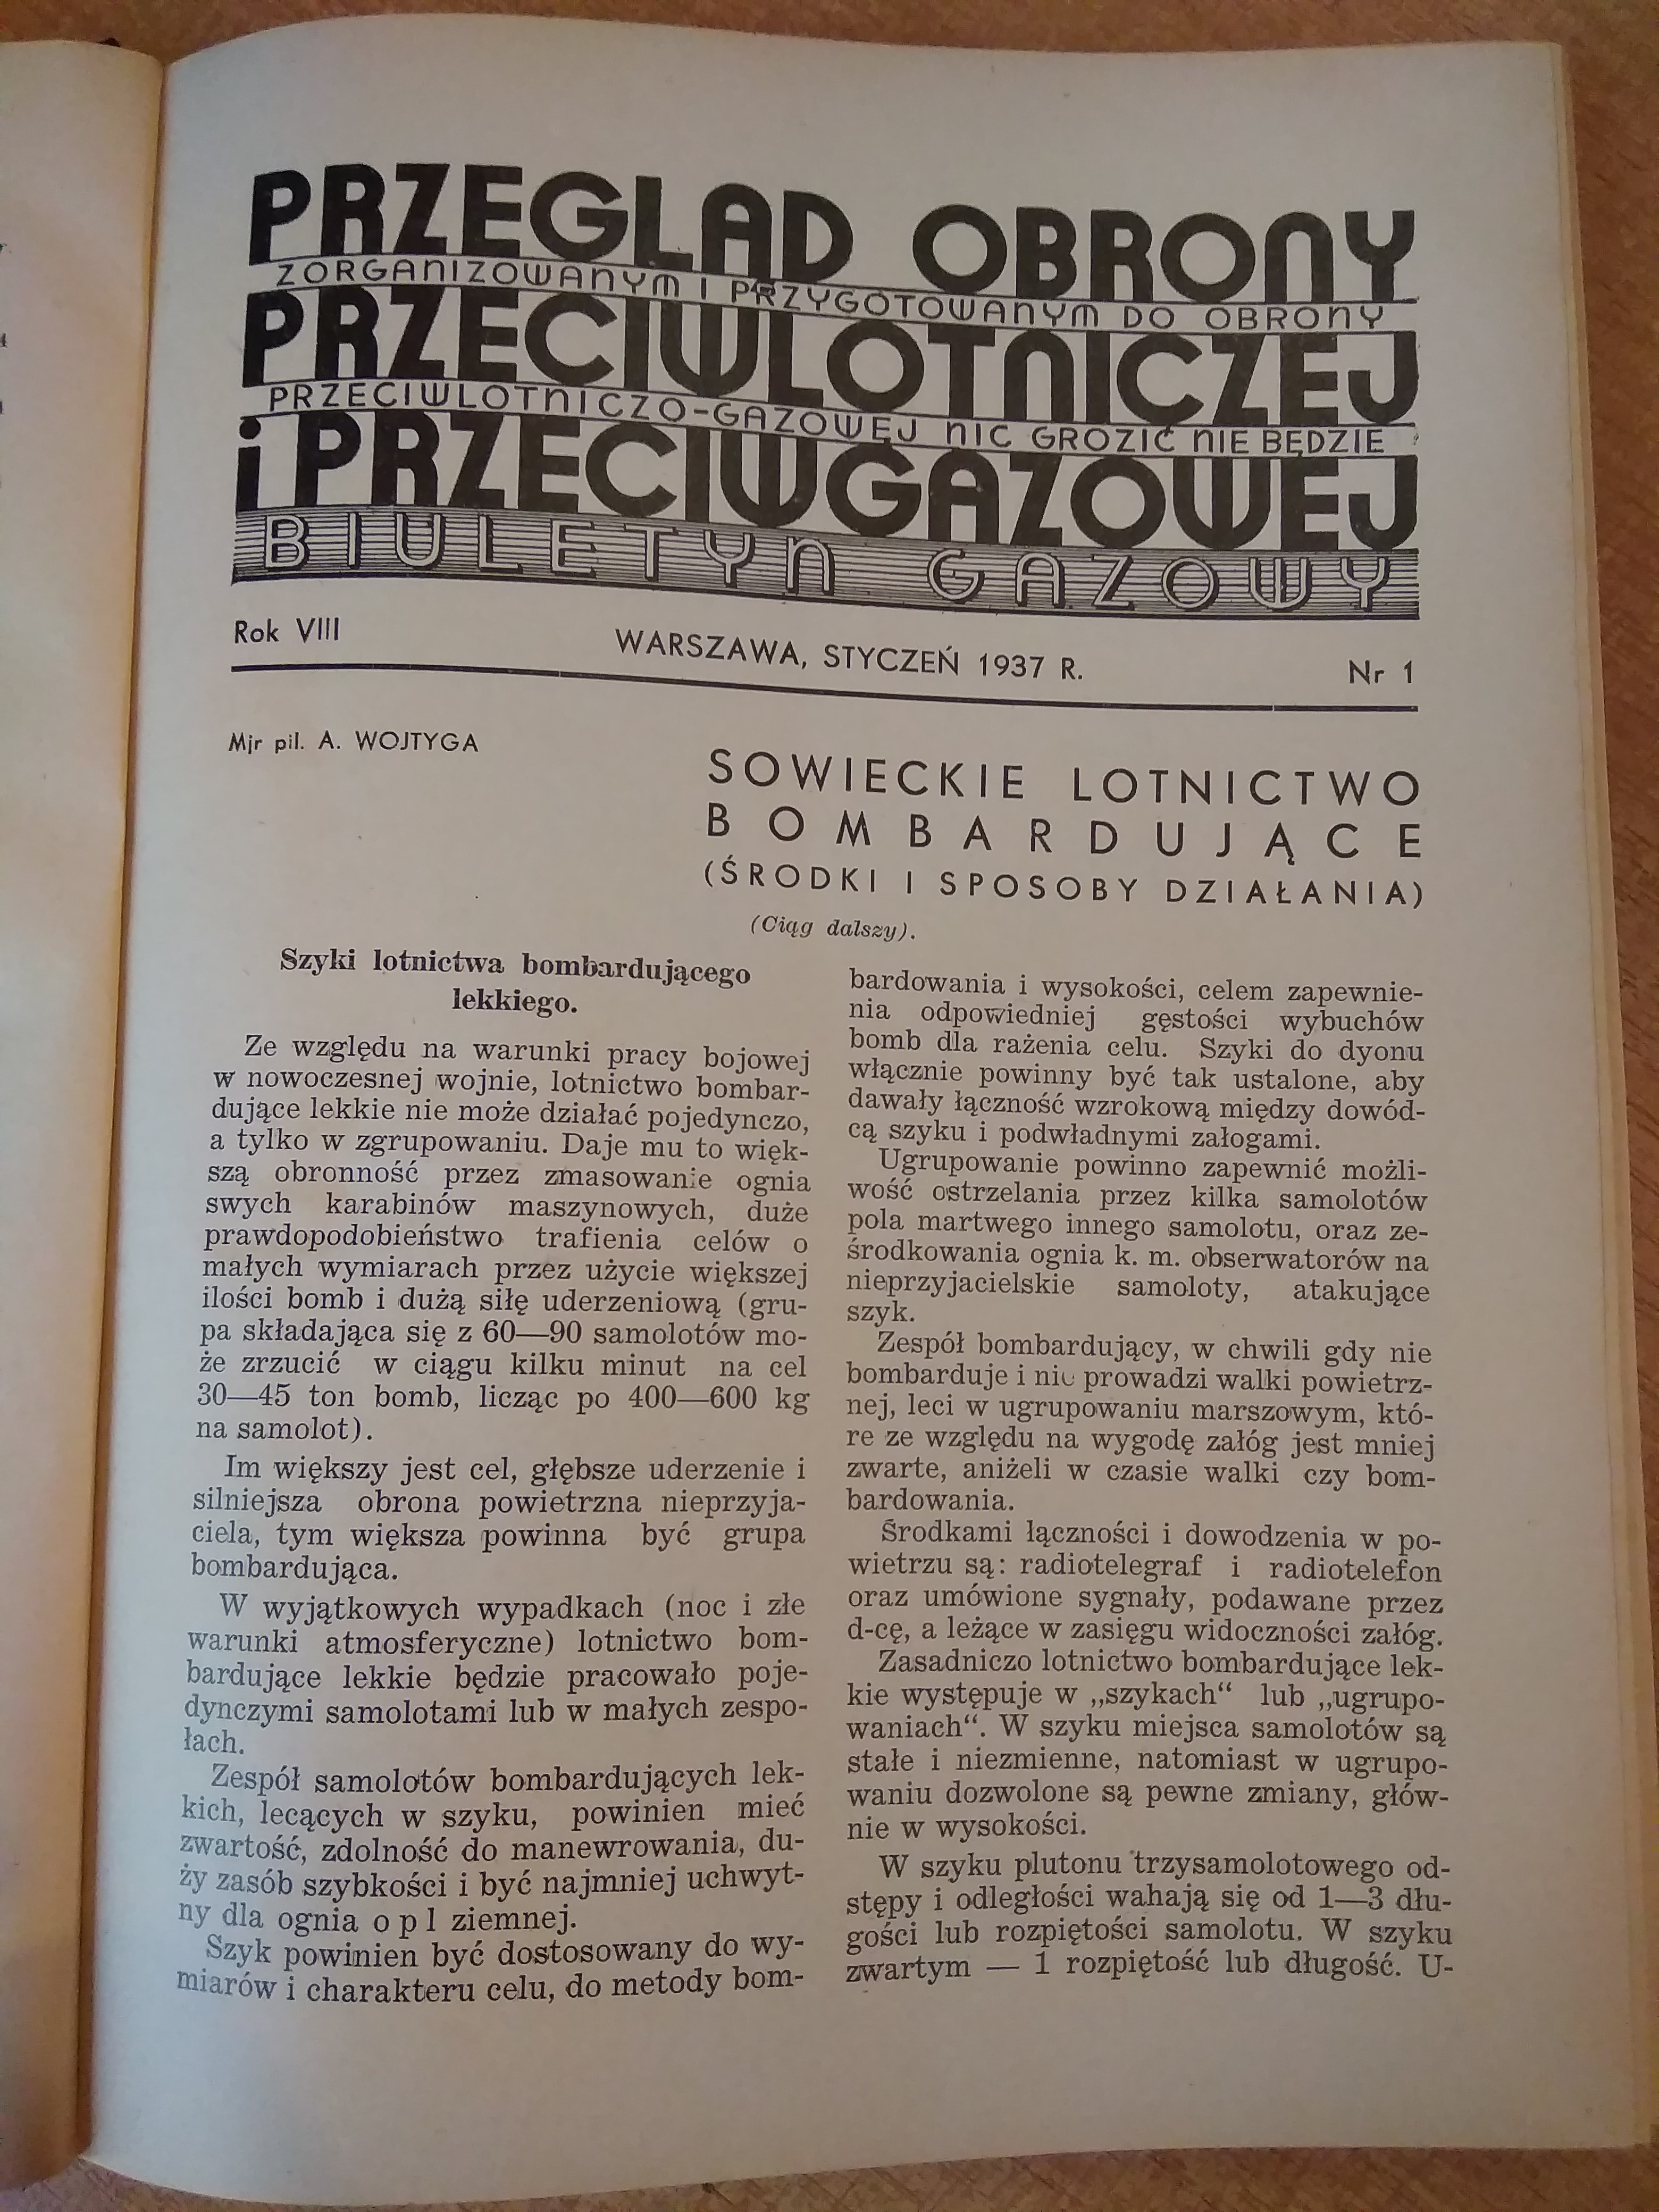 PRZEGLĄD OBRONY
ZORGANIZOWANYM I PRZYGOTOWANYM DO OBRONY
PRZECIWLOTNICZEJ
PRZECIWLOTNICZO-GAZOWEJ NIC GROZIĆ NIE BĘDZIE
i PRZECIWGAZOWEJ
BIULETYN GAZOWY
Rok VIII
WARSZAWA, STYCZEŃ 1937 R.
Nr 1
Mjr pil. A. WOJTYGA
SOWIECKIE LOTNICTWO
BOMBARDUJĄCE
(ŚRODKI I SPOSOBY DZIAŁANIA)
(Ciąg dalszy).
Szyki lotnictwa bombardującego
lekkiego.
Ze względu na warunki pracy bojowej
w nowoczesnej wojnie, lotnictwo bombar-
dujące lekkie nie może działać pojedynczo,
a tylko w zgrupowaniu. Daje mu to więk-
szą obronność przez zmasowanie ognia
swych karabinów maszynowych, duże
prawdopodobieństwo trafienia celów o
małych wymiarach przez użycie większej
ilości bomb i dużą siłę uderzeniową (gru-
pa składająca się z 60—90 samolotów mo-
że zrzucić w ciągu kilku minut na cel
30—45 ton bomb, licząc po 400—600 kg
na samolot).
Im większy jest cel, głębsze uderzenie i
silniejsza obrona powietrzna nieprzyja-
ciela, tym większa powinna być grupa
bombardująca.
W wyjątkowych wypadkach (noc i złe
warunki atmosferyczne) lotnictwo bom-
bardujące lekkie będzie pracowało poje-
dynczymi samolotami lub w małych zespo-
łach.
Zespół samolotów bombardujących lek-
kich, lecących w szyku, powinien mieć
zwartość, zdolność do manewrowania, du-
ży zasób szybkości i być najmniej uchwyt-
ny dla ognia o p l ziemnej.
Szyk powinien być dostosowany do wy-
miarów i charakteru celu, do metody bom-
bardowania i wysokości, celem zapewnie-
nia odpowiedniej gęstości wybuchów
bomb dla rażenia celu. Szyki do dyonu
włącznie powinny być tak ustalone, aby
dawały łączność wzrokową między dowód-
cą szyku i podwładnymi załogami.
Ugrupowanie powinno zapewnić możli-
wość ostrzelania przez kilka samolotów
pola martwego innego samolotu, oraz ze-
środkowania ognia k. m. obserwatorów na
nieprzyjacielskie samoloty, atakujące
szyk.
Zespół bombardujący, w chwili gdy nie
bombarduje i nie prowadzi walki powietrz-
nej, leci w ugrupowaniu marszowym, któ-
re ze względu na wygodę załóg jest mniej
zwarte, aniżeli w czasie walki czy bom-
bardowania.
Środkami łączności i dowodzenia w po-
wietrzu są: radiotelegraf i radiotelefon
oraz umówione sygnały, podawane przez
d-cę, a leżące w zasięgu widoczności załóg.
Zasadniczo lotnictwo bombardujące lek-
kie występuje w „szykach“ lub „ugrupo-
waniach“. W szyku miejsca samolotów są
stałe i niezmienne, natomiast w ugrupo-
waniu dozwolone są pewne zmiany, głów-
nie w wysokości.
W szyku plutonu trzysamolotowego od-
stępy i odległości wahają się od 1—3 dłu-
gości lub rozpiętości samolotu. W szyku
zwartym — 1 rozpiętość lub długość. U-